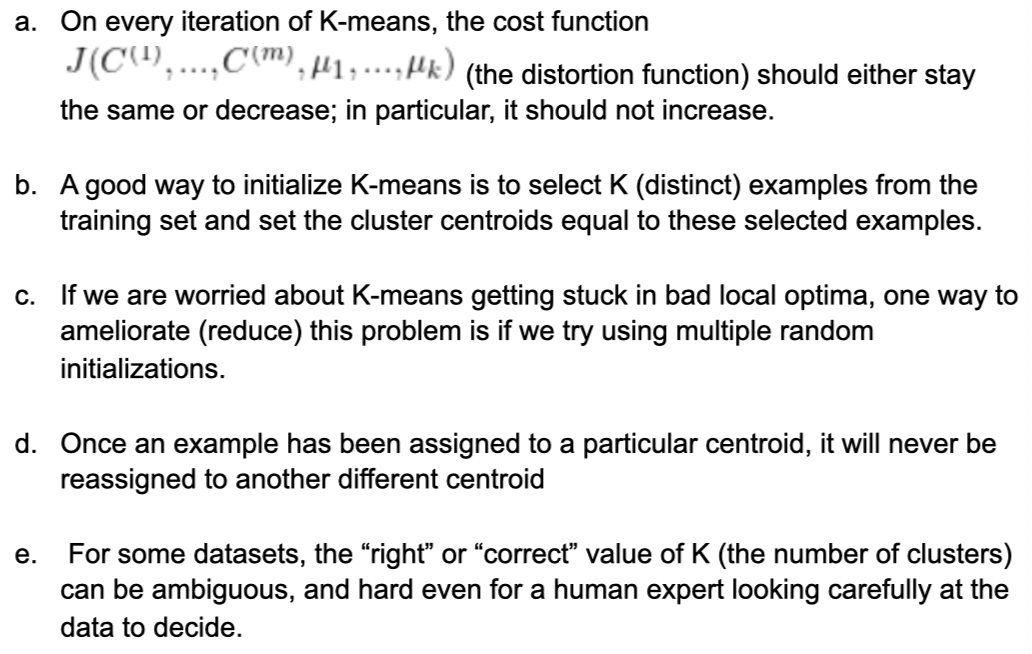 a. On every iteration of K-means, the cost function
J(C⁽¹⁾, ..., C⁽ᵐ⁾, μ₁, ..., μₖ) (the distortion function) should either stay
the same or decrease; in particular, it should not increase.
b. A good way to initialize K-means is to select K (distinct) examples from the
training set and set the cluster centroids equal to these selected examples.
c. If we are worried about K-means getting stuck in bad local optima, one way to
ameliorate (reduce) this problem is if we try using multiple random
initializations.
d. Once an example has been assigned to a particular centroid, it will never be
reassigned to another different centroid
e. For some datasets, the “right” or “correct” value of K (the number of clusters)
can be ambiguous, and hard even for a human expert looking carefully at the
data to decide.